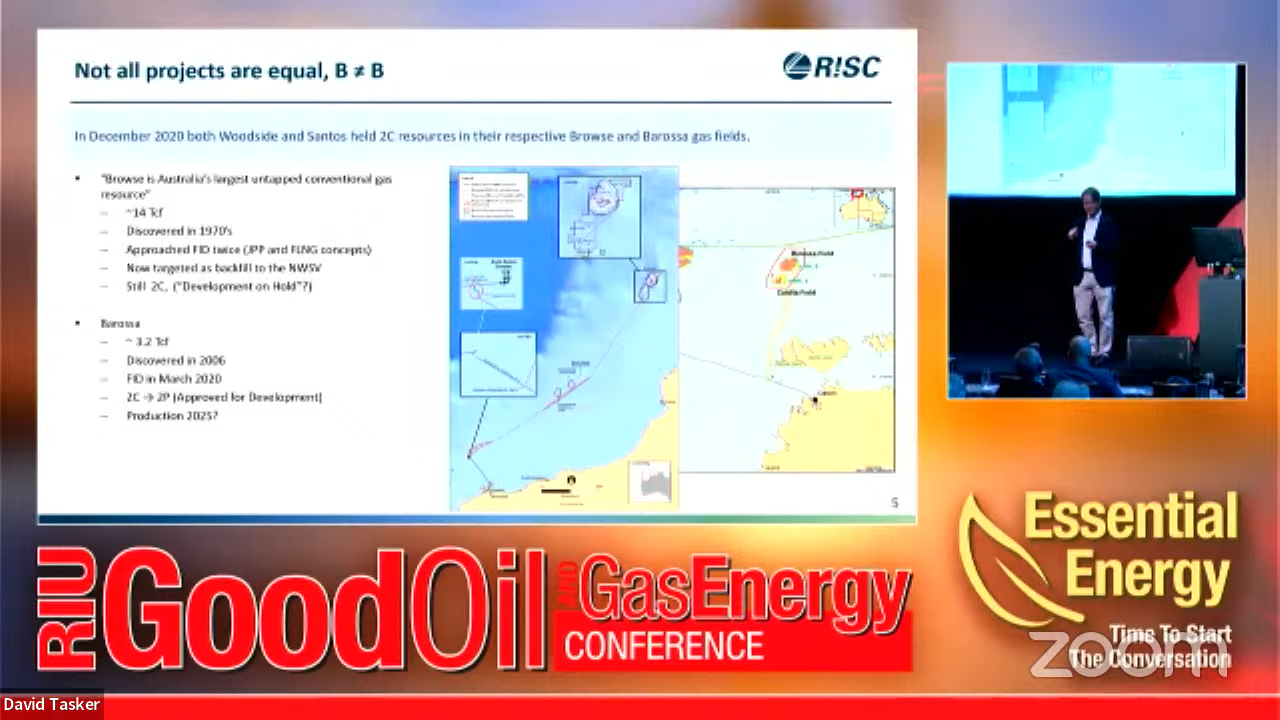 Not all projects are equal, B ≠ B
R!SC
In December 2020 both Woodside and Santos held 2C resources in their respective Browse and Barossa gas fields.
▪ "Browse is Australia's largest untapped conventional gas
resource"
– ~14 Tcf
– Discovered in 1970's
– Approached FID twice (JPP and FLNG concepts)
– Now targeted as backfill to the NWSV
– Still 2C, ("Development on Hold"?)
▪ Barossa
– ~ 3.2 Tcf
– Discovered in 2006
– FID in March 2020
– 2C → 2P (Approved for Development)
– Production 2025?
Barossa Field
Caldita Field
5
RIU GoodOil AND GasEnergy
CONFERENCE
Essential
Energy
Time To Start
The Conversation
zoom
David Tasker